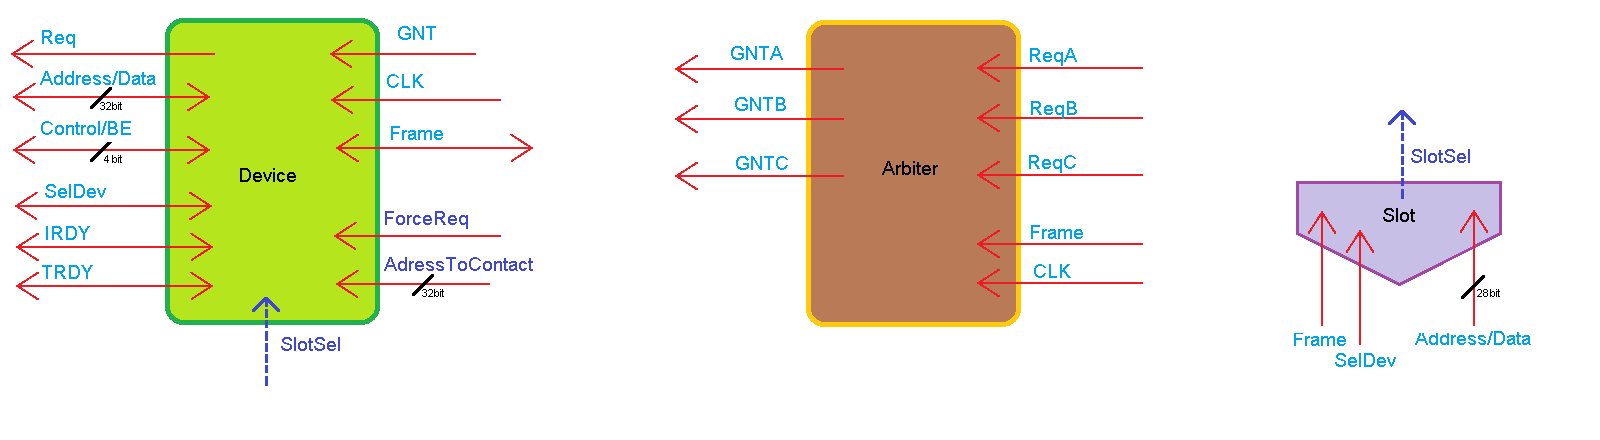 Req
GNT
Address/Data
32bit
CLK
Control/BE
4 bit
Frame
Device
SelDev
ForceReq
IRDY
AdressToContact
32bit
TRDY
SlotSel
GNTA
ReqA
GNTB
ReqB
GNTC
ReqC
Arbiter
Frame
CLK
SlotSel
Slot
28bit
Frame
Address/Data
SelDev